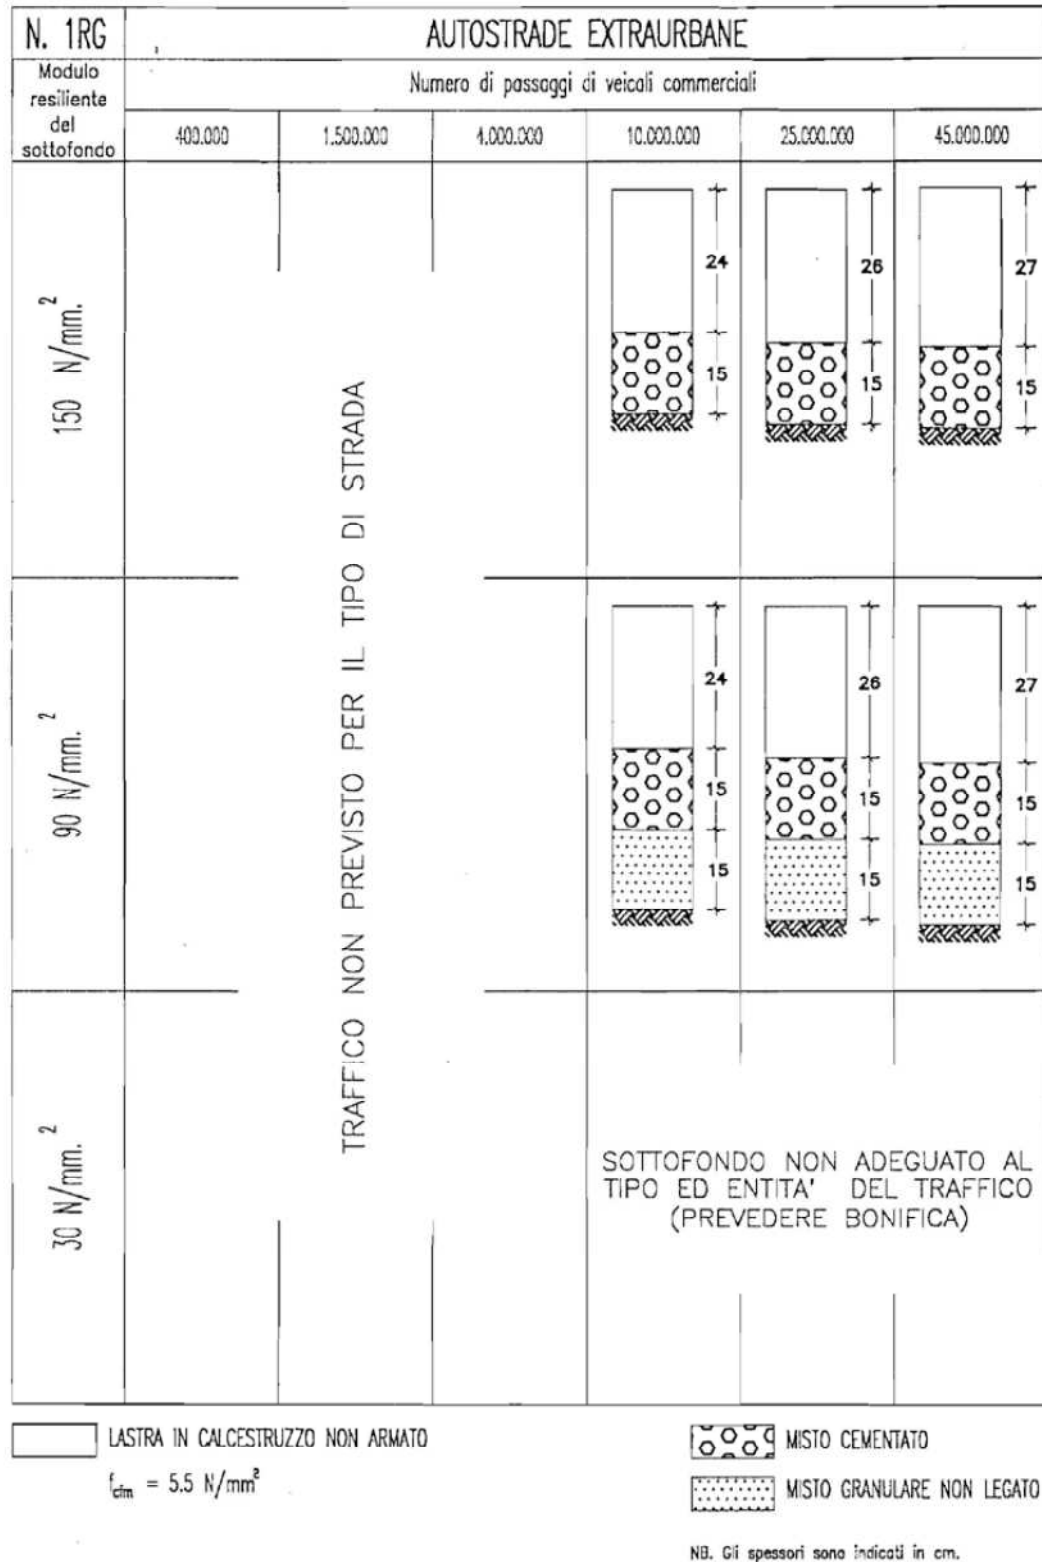 N. 1RG
AUTOSTRADE EXTRAURBANE
Modulo
resiliente
del
sottofondo
Numero di passaggi di veicoli commerciali
400.000 1.500.000 4.000.000 10.000.000 25.000.000 45.000.000
150 N/mm.²
24 26 27
15 15 15
TRAFFICO NON PREVISTO PER IL TIPO DI STRADA
90 N/mm.²
24 26 27
15 15 15
15 15 15
30 N/mm.²
SOTTOFONDO NON ADEGUATO AL
TIPO ED ENTITA' DEL TRAFFICO
(PREVEDERE BONIFICA)
LASTRA IN CALCESTRUZZO NON ARMATO
fcfm = 5.5 N/mm²
MISTO CEMENTATO
MISTO GRANULARE NON LEGATO
NB. Gli spessori sono indicati in cm.